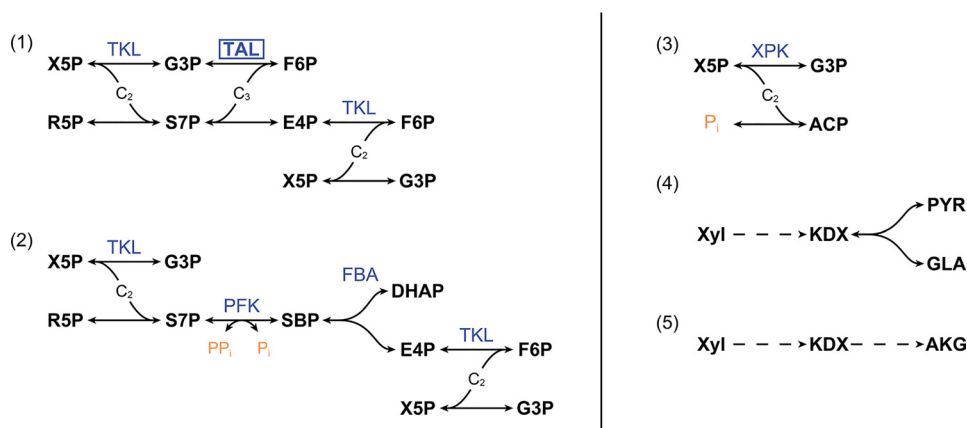 (1)
TKL TAL
X5P G3P F6P
C₂ C₃ TKL
R5P S7P E4P F6P
C₂
X5P G3P
(2)
TKL
X5P G3P FBA
C₂ DHAP
PFK
R5P S7P SBP
PPᵢ Pᵢ TKL
E4P F6P
C₂
X5P G3P
(3)
XPK
X5P G3P
C₂
Pᵢ ACP
(4)
PYR
Xyl KDX
GLA
(5)
Xyl KDX AKG